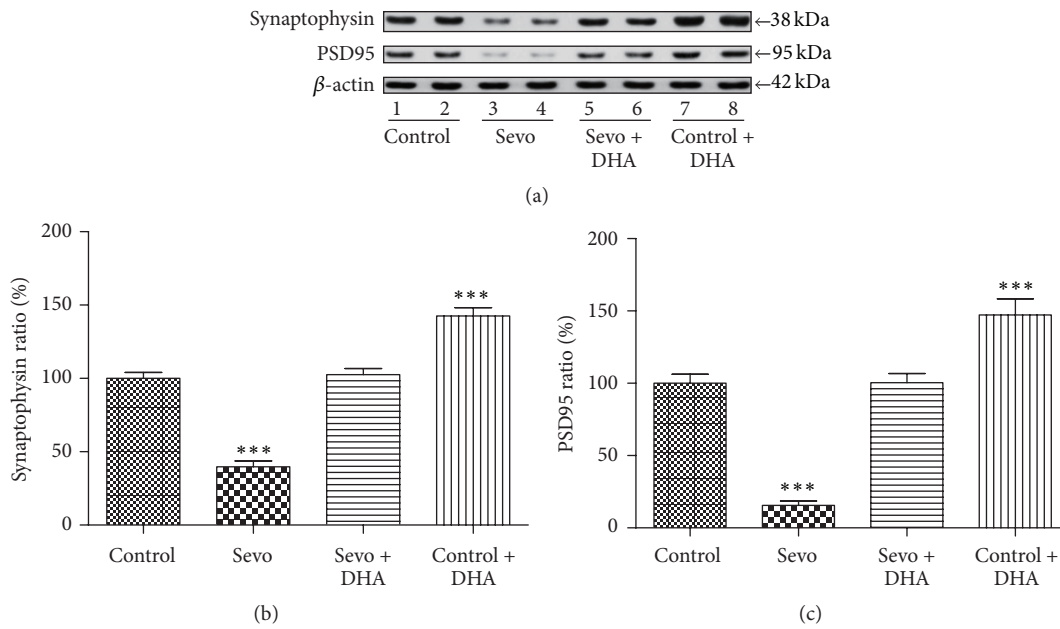 Synaptophysin ←38 kDa
PSD95 ←95 kDa
β-actin ←42 kDa
1 2 3 4 5 6 7 8
Control Sevo Sevo + DHA Control + DHA
(a)
Synaptophysin ratio (%)
200
150
100
50
0
***
***
Control Sevo Sevo + DHA Control + DHA
(b)
PSD95 ratio (%)
200
150
100
50
0
***
***
Control Sevo Sevo + DHA Control + DHA
(c)